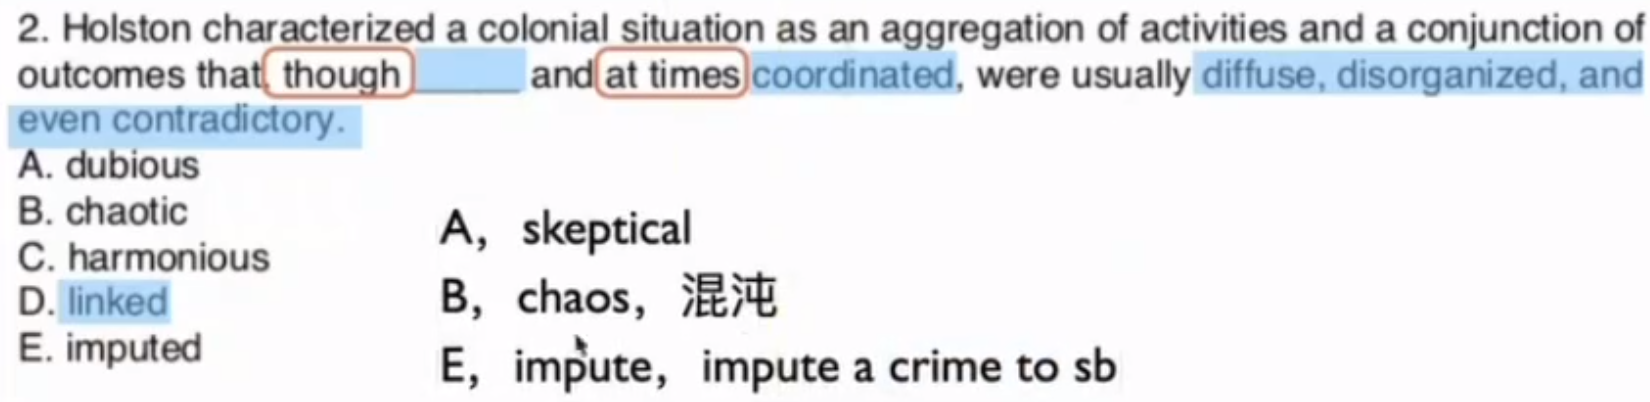 2. Holston characterized a colonial situation as an aggregation of activities and a conjunction of
outcomes that though ______ and at times coordinated, were usually diffuse, disorganized, and
even contradictory.
A. dubious
B. chaotic
C. harmonious
D. linked
E. imputed
A, skeptical
B, chaos, 混沌
E, impute, impute a crime to sb